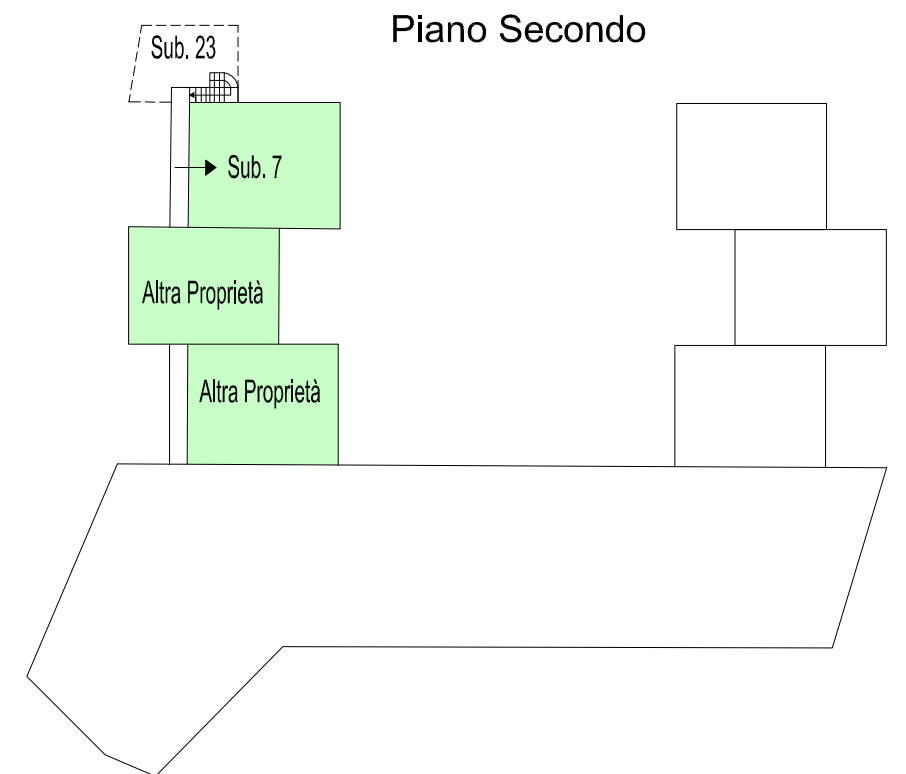 Piano Secondo
Sub. 23
Sub. 7
Altra Proprietà
Altra Proprietà